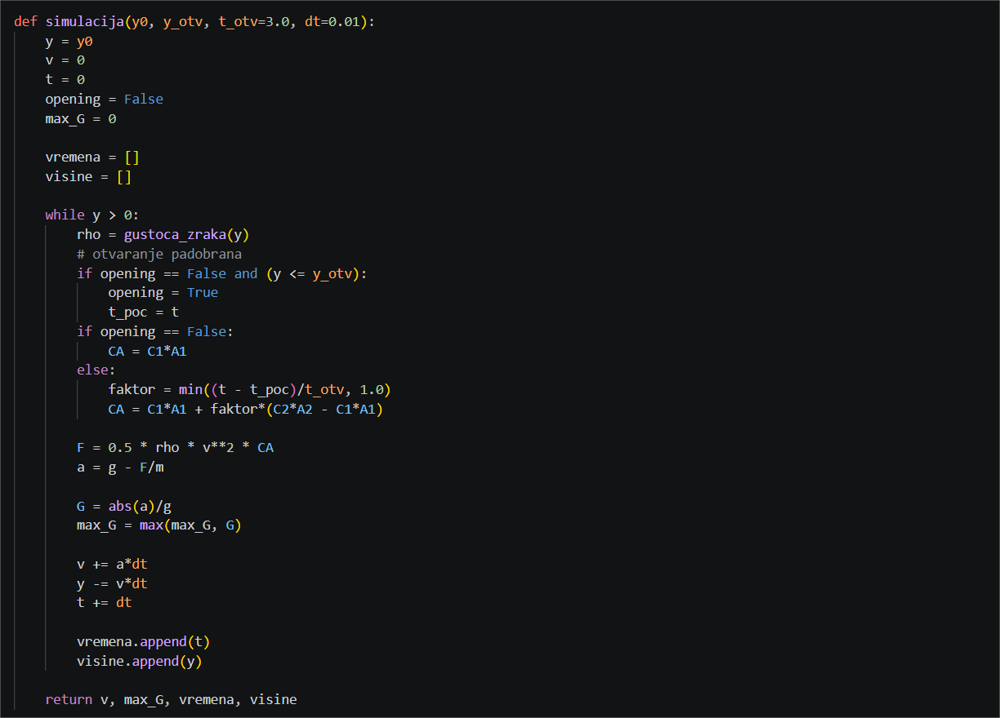 def simulacija(y0, y_otv, t_otv=3.0, dt=0.01):
    y = y0
    v = 0
    t = 0
    opening = False
    max_G = 0

    vremena = []
    visine = []

    while y > 0:
        rho = gustoca_zraka(y)
        # otvaranje padobrana
        if opening == False and (y <= y_otv):
            opening = True
            t_poc = t
        if opening == False:
            CA = C1*A1
        else:
            faktor = min((t - t_poc)/t_otv, 1.0)
            CA = C1*A1 + faktor*(C2*A2 - C1*A1)

        F = 0.5 * rho * v**2 * CA
        a = g - F/m

        G = abs(a)/g
        max_G = max(max_G, G)

        v += a*dt
        y -= v*dt
        t += dt

        vremena.append(t)
        visine.append(y)

    return v, max_G, vremena, visine